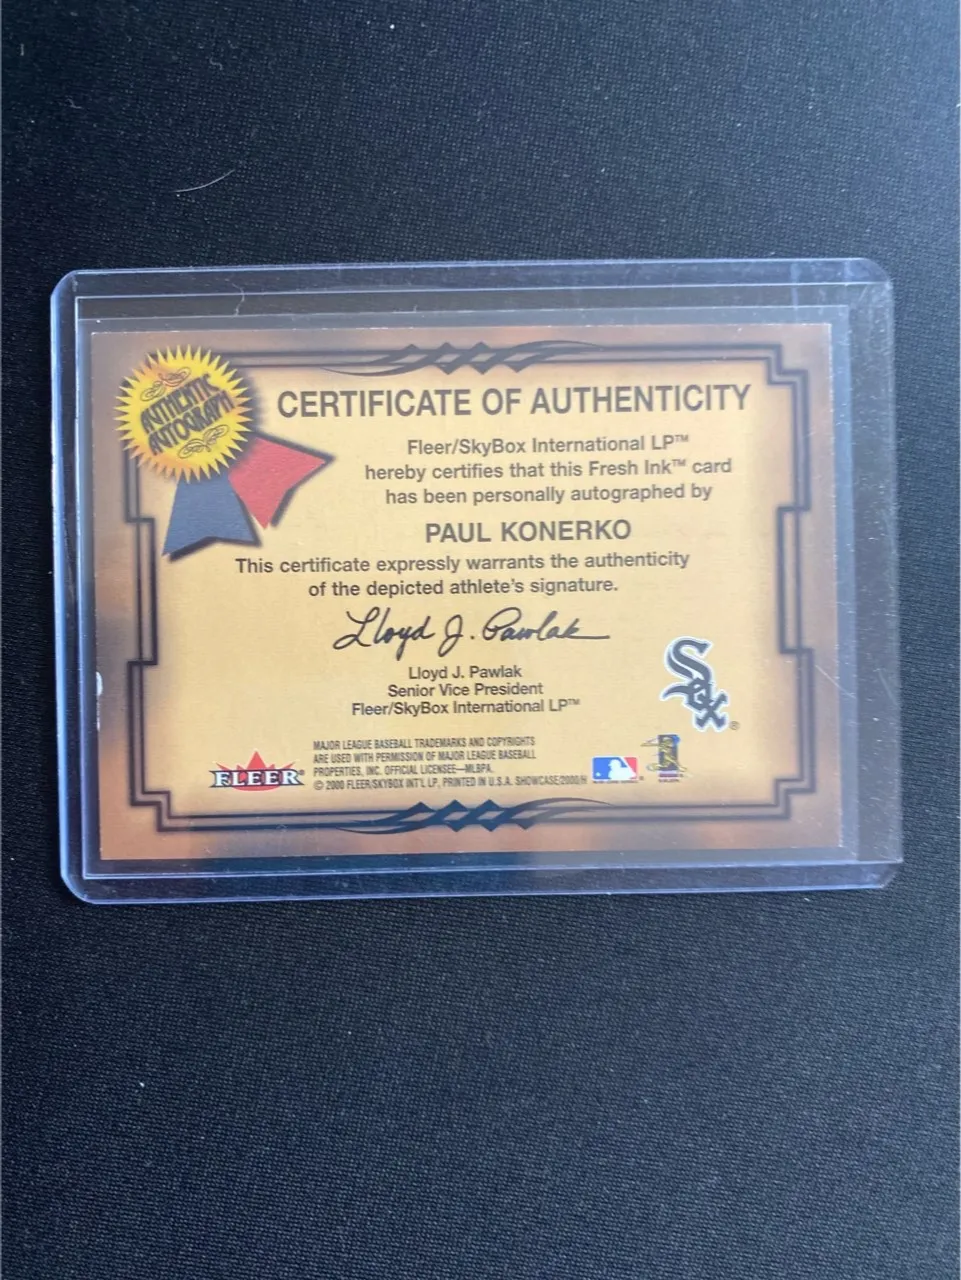 AUTHENTIC
AUTOGRAPH
CERTIFICATE OF AUTHENTICITY
Fleer/SkyBox International LP™
hereby certifies that this Fresh Ink™ card
has been personally autographed by
PAUL KONERKO
This certificate expressly warrants the authenticity
of the depicted athlete's signature.
Lloyd J. Pawlak
Lloyd J. Pawlak
Senior Vice President
Fleer/SkyBox International LP™
Sox®
FLEER®
MAJOR LEAGUE BASEBALL TRADEMARKS AND COPYRIGHTS
ARE USED WITH PERMISSION OF MAJOR LEAGUE BASEBALL
PROPERTIES, INC. OFFICIAL LICENSEE—MLBPA.
© 2000 FLEER/SKYBOX INT'L LP, PRINTED IN U.S.A. SHOWCASE/2000/H